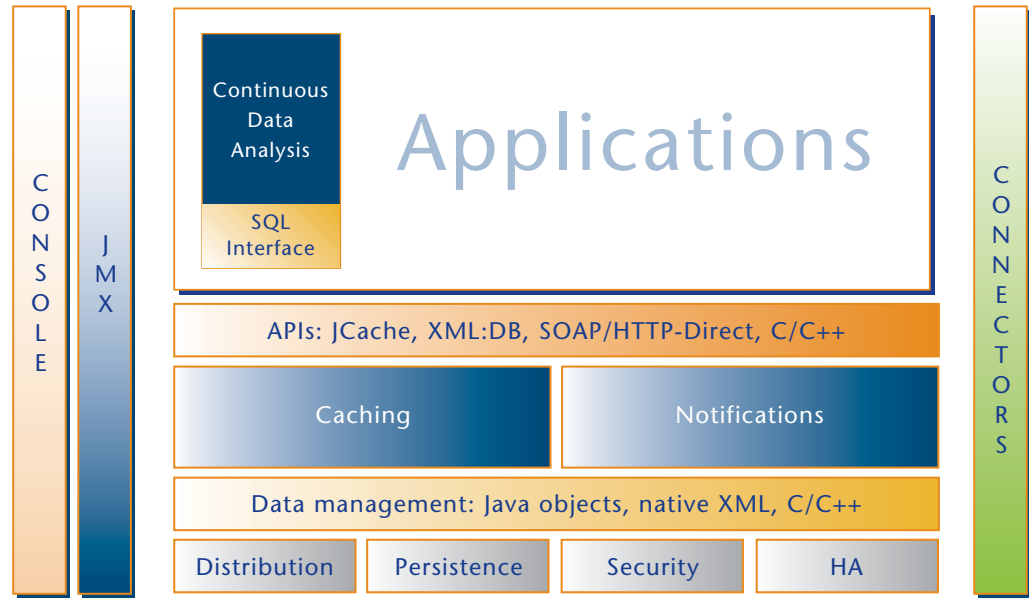 CONSOLE
JMX
Continuous
Data
Analysis
SQL
Interface
Applications
APIs: JCache, XML:DB, SOAP/HTTP-Direct, C/C++
Caching
Notifications
Data management: Java objects, native XML, C/C++
Distribution
Persistence
Security
HA
CONNECTORS